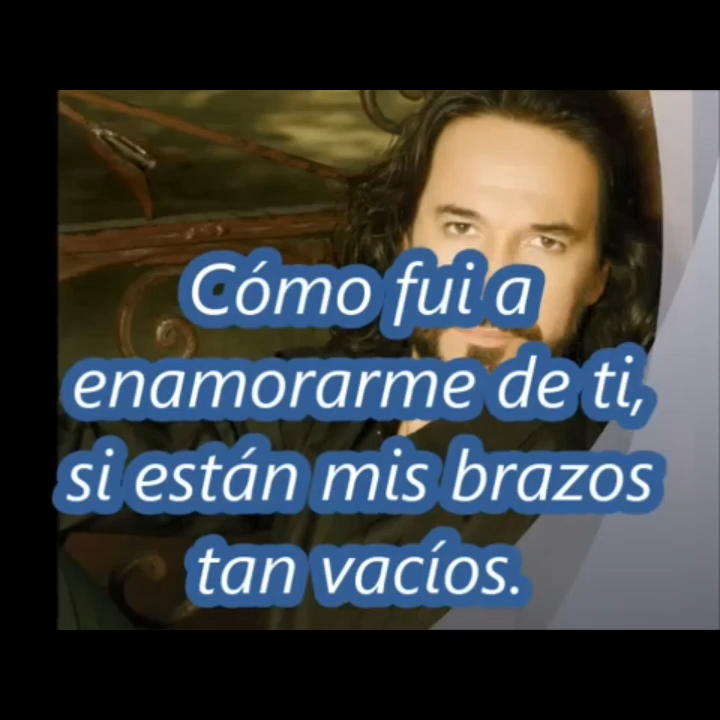 Cómo fui a
enamorarme de ti,
si están mis brazos
tan vacíos.